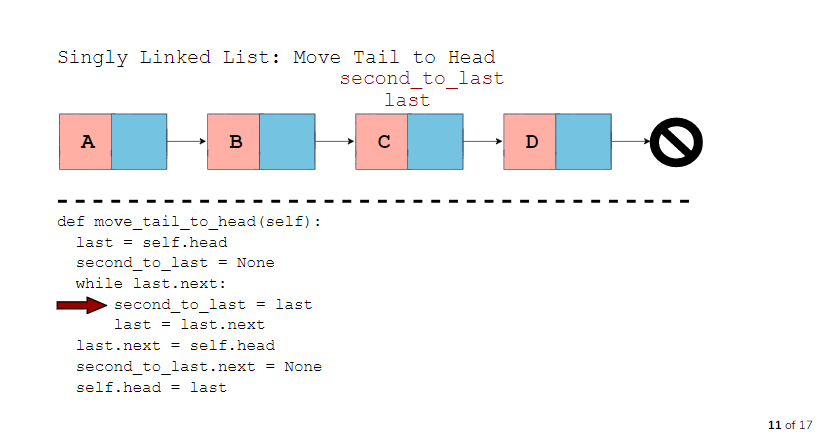 Singly Linked List: Move Tail to Head
second_to_last
last
A B C D
def move_tail_to_head(self):
last = self.head
second_to_last = None
while last.next:
second_to_last = last
last = last.next
last.next = self.head
second_to_last.next = None
self.head = last
11 of 17